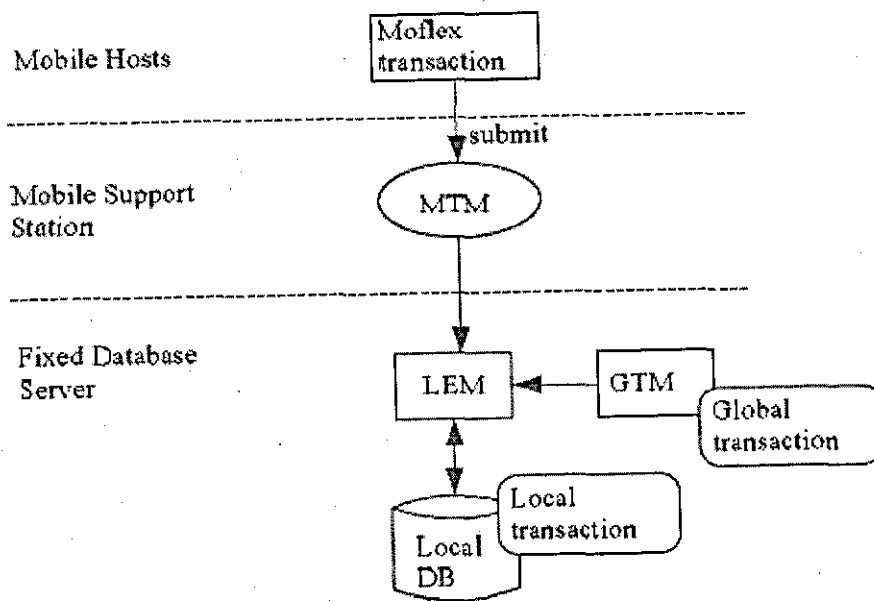 Mobile Hosts
Moflex
transaction
submit
Mobile Support
Station
MTM
Fixed Database
Server
LEM
GTM
Global
transaction
Local
transaction
Local
DB